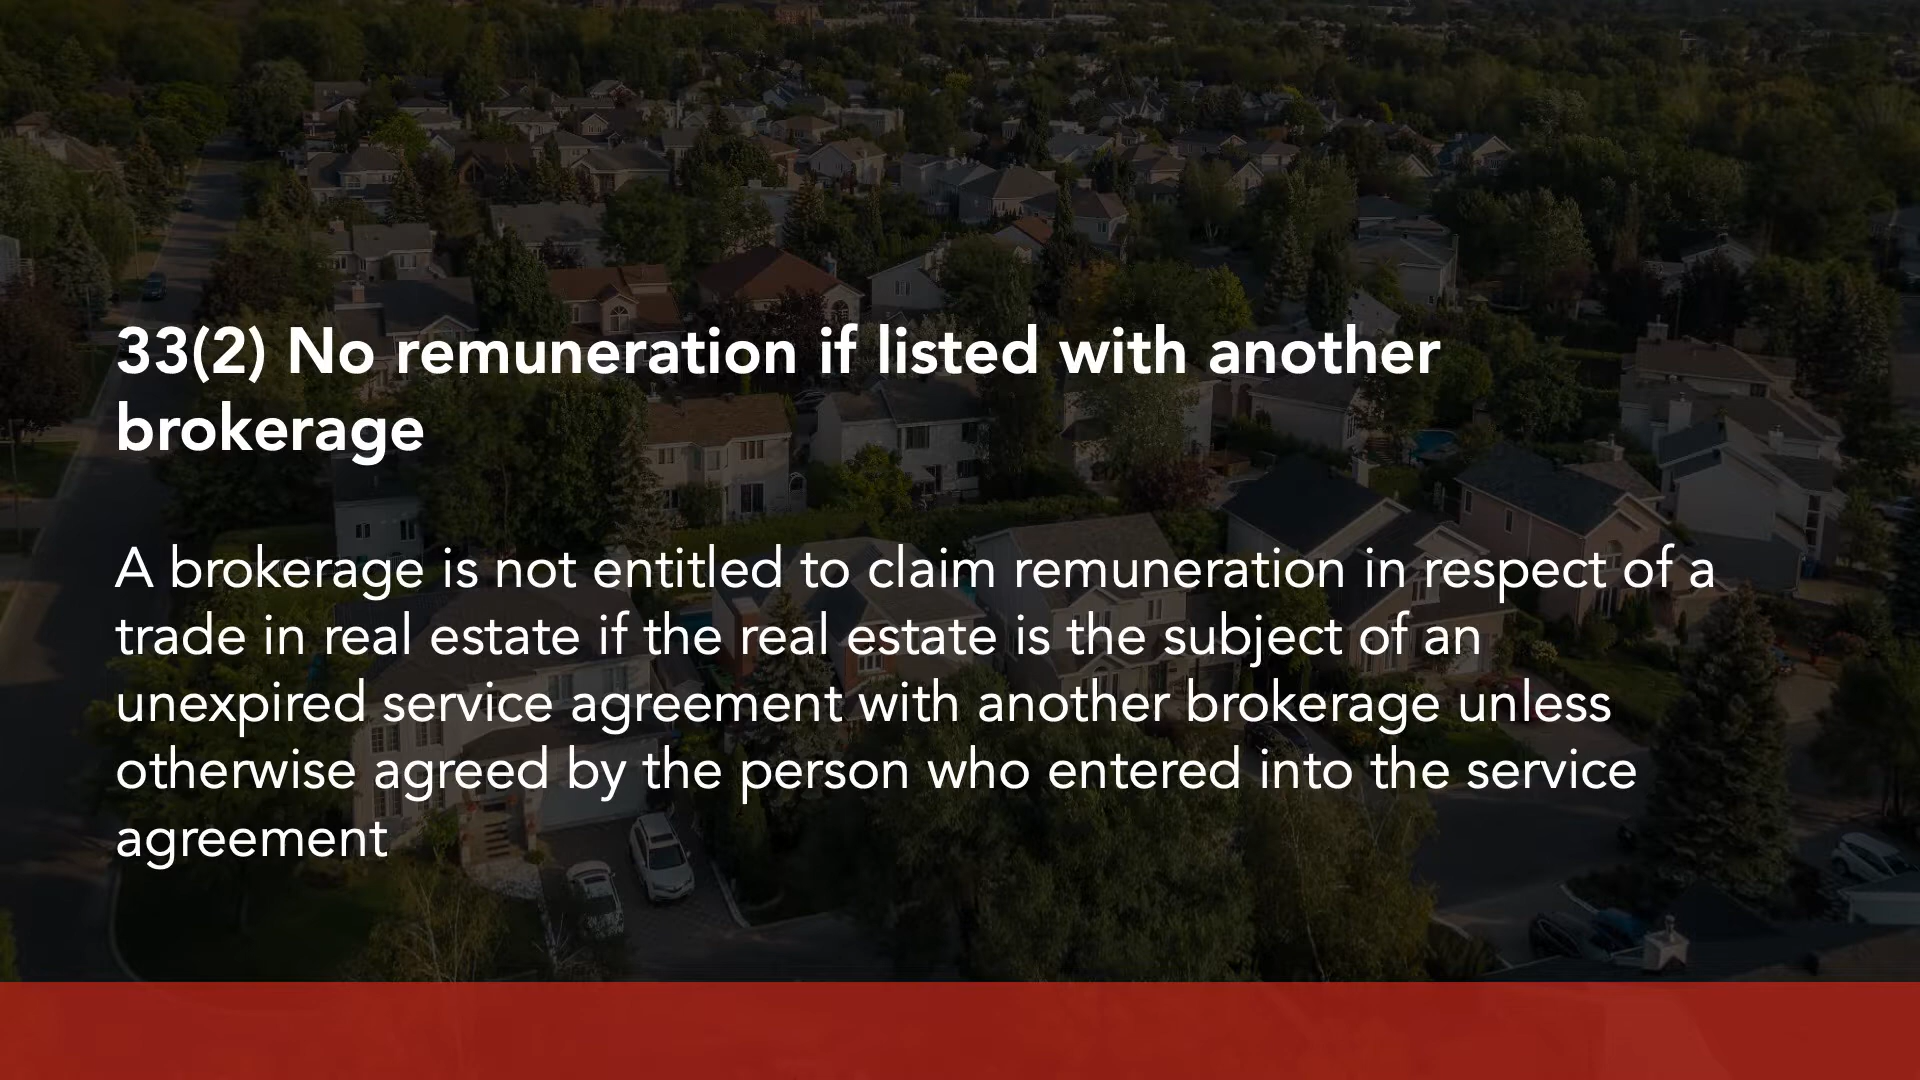 33(2) No remuneration if listed with another
brokerage
A brokerage is not entitled to claim remuneration in respect of a
trade in real estate if the real estate is the subject of an
unexpired service agreement with another brokerage unless
otherwise agreed by the person who entered into the service
agreement